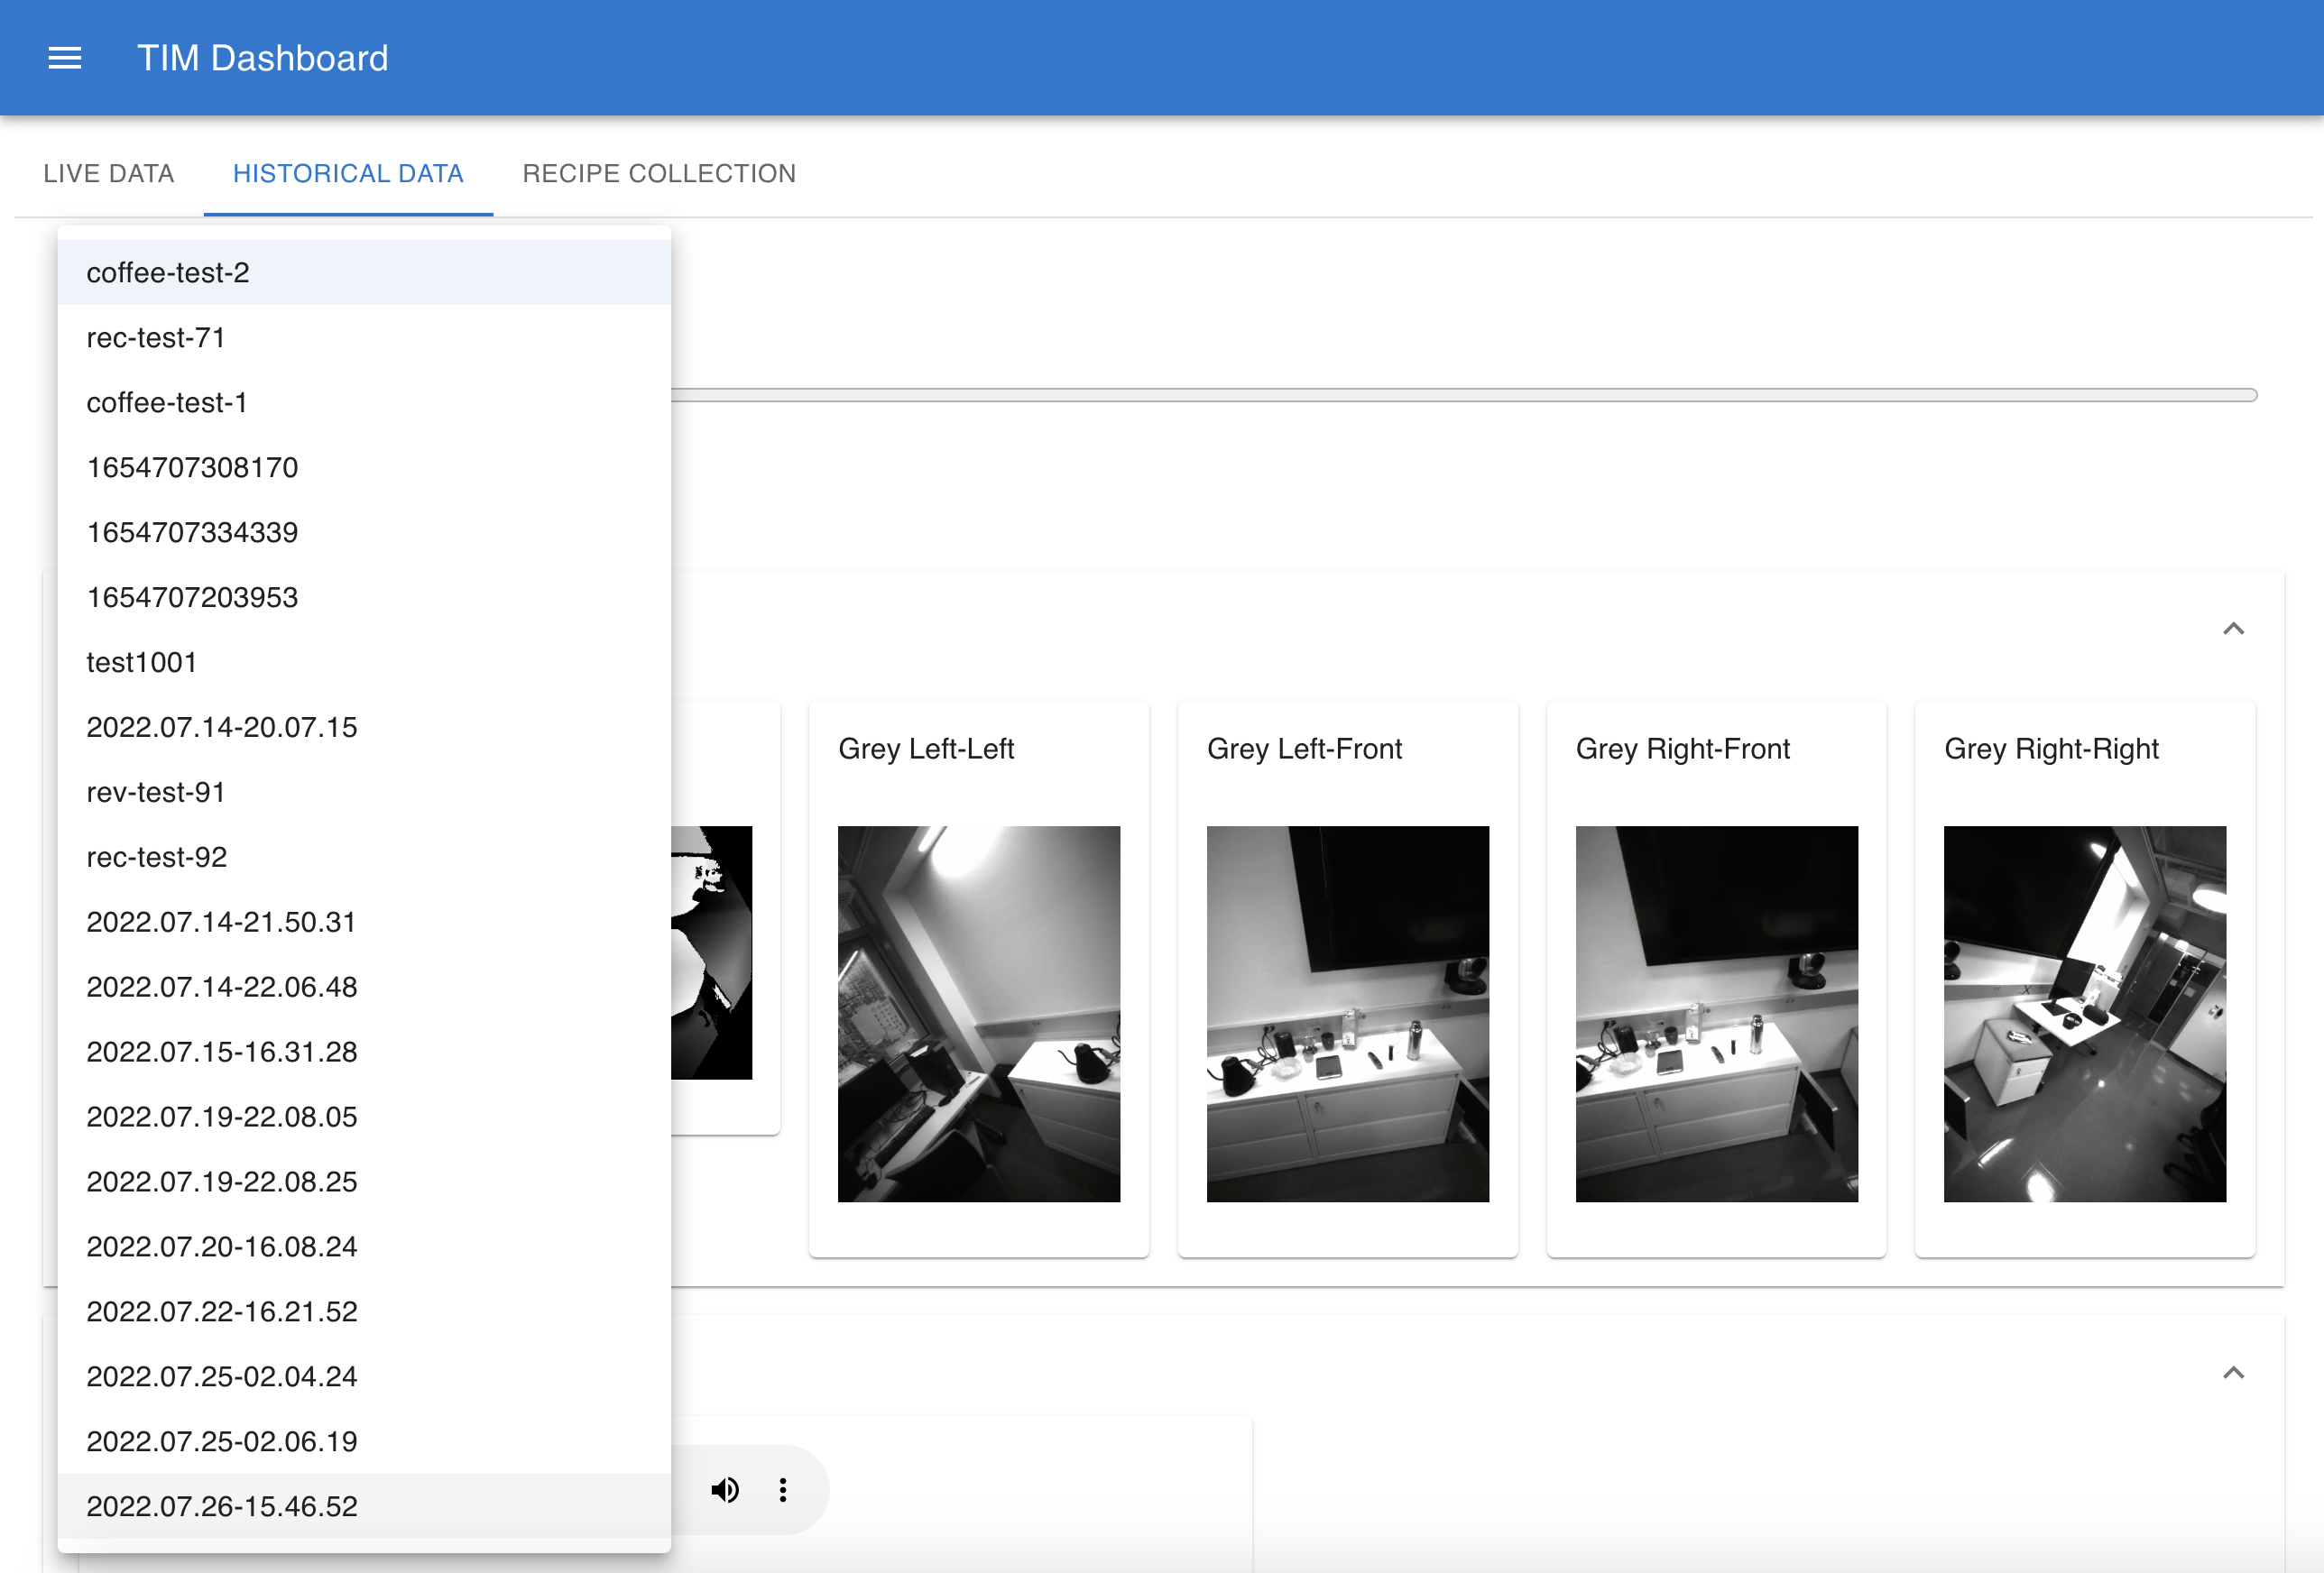 TIM Dashboard
LIVE DATA
HISTORICAL DATA
RECIPE COLLECTION
coffee-test-2
rec-test-71
coffee-test-1
1654707308170
1654707334339
1654707203953
test1001
2022.07.14-20.07.15
rev-test-91
rec-test-92
2022.07.14-21.50.31
2022.07.14-22.06.48
2022.07.15-16.31.28
2022.07.19-22.08.05
2022.07.19-22.08.25
2022.07.20-16.08.24
2022.07.22-16.21.52
2022.07.25-02.04.24
2022.07.25-02.06.19
2022.07.26-15.46.52
Grey Left-Left
Grey Left-Front
Grey Right-Front
Grey Right-Right